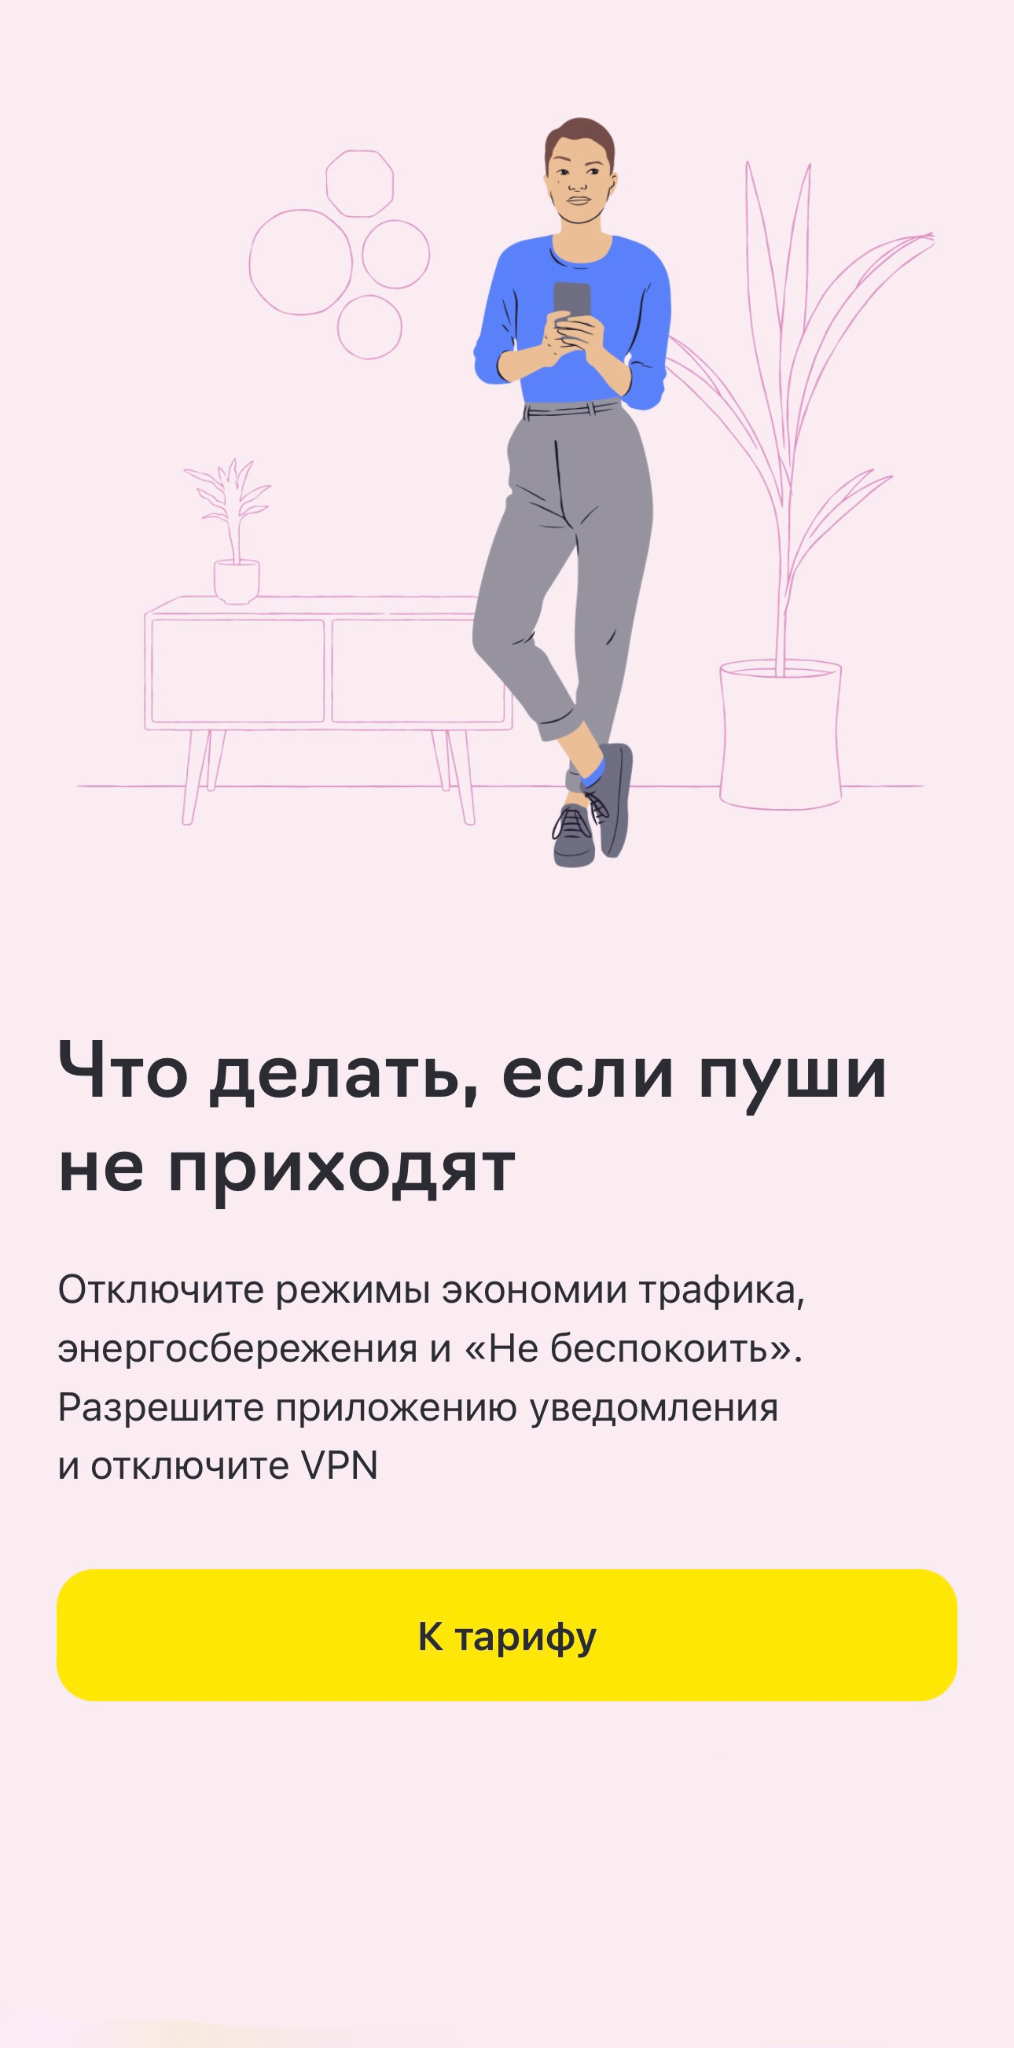 Что делать, если пуши
не приходят
Отключите режимы экономии трафика,
энергосбережения и «Не беспокоить».
Разрешите приложению уведомления
и отключите VPN
К тарифу